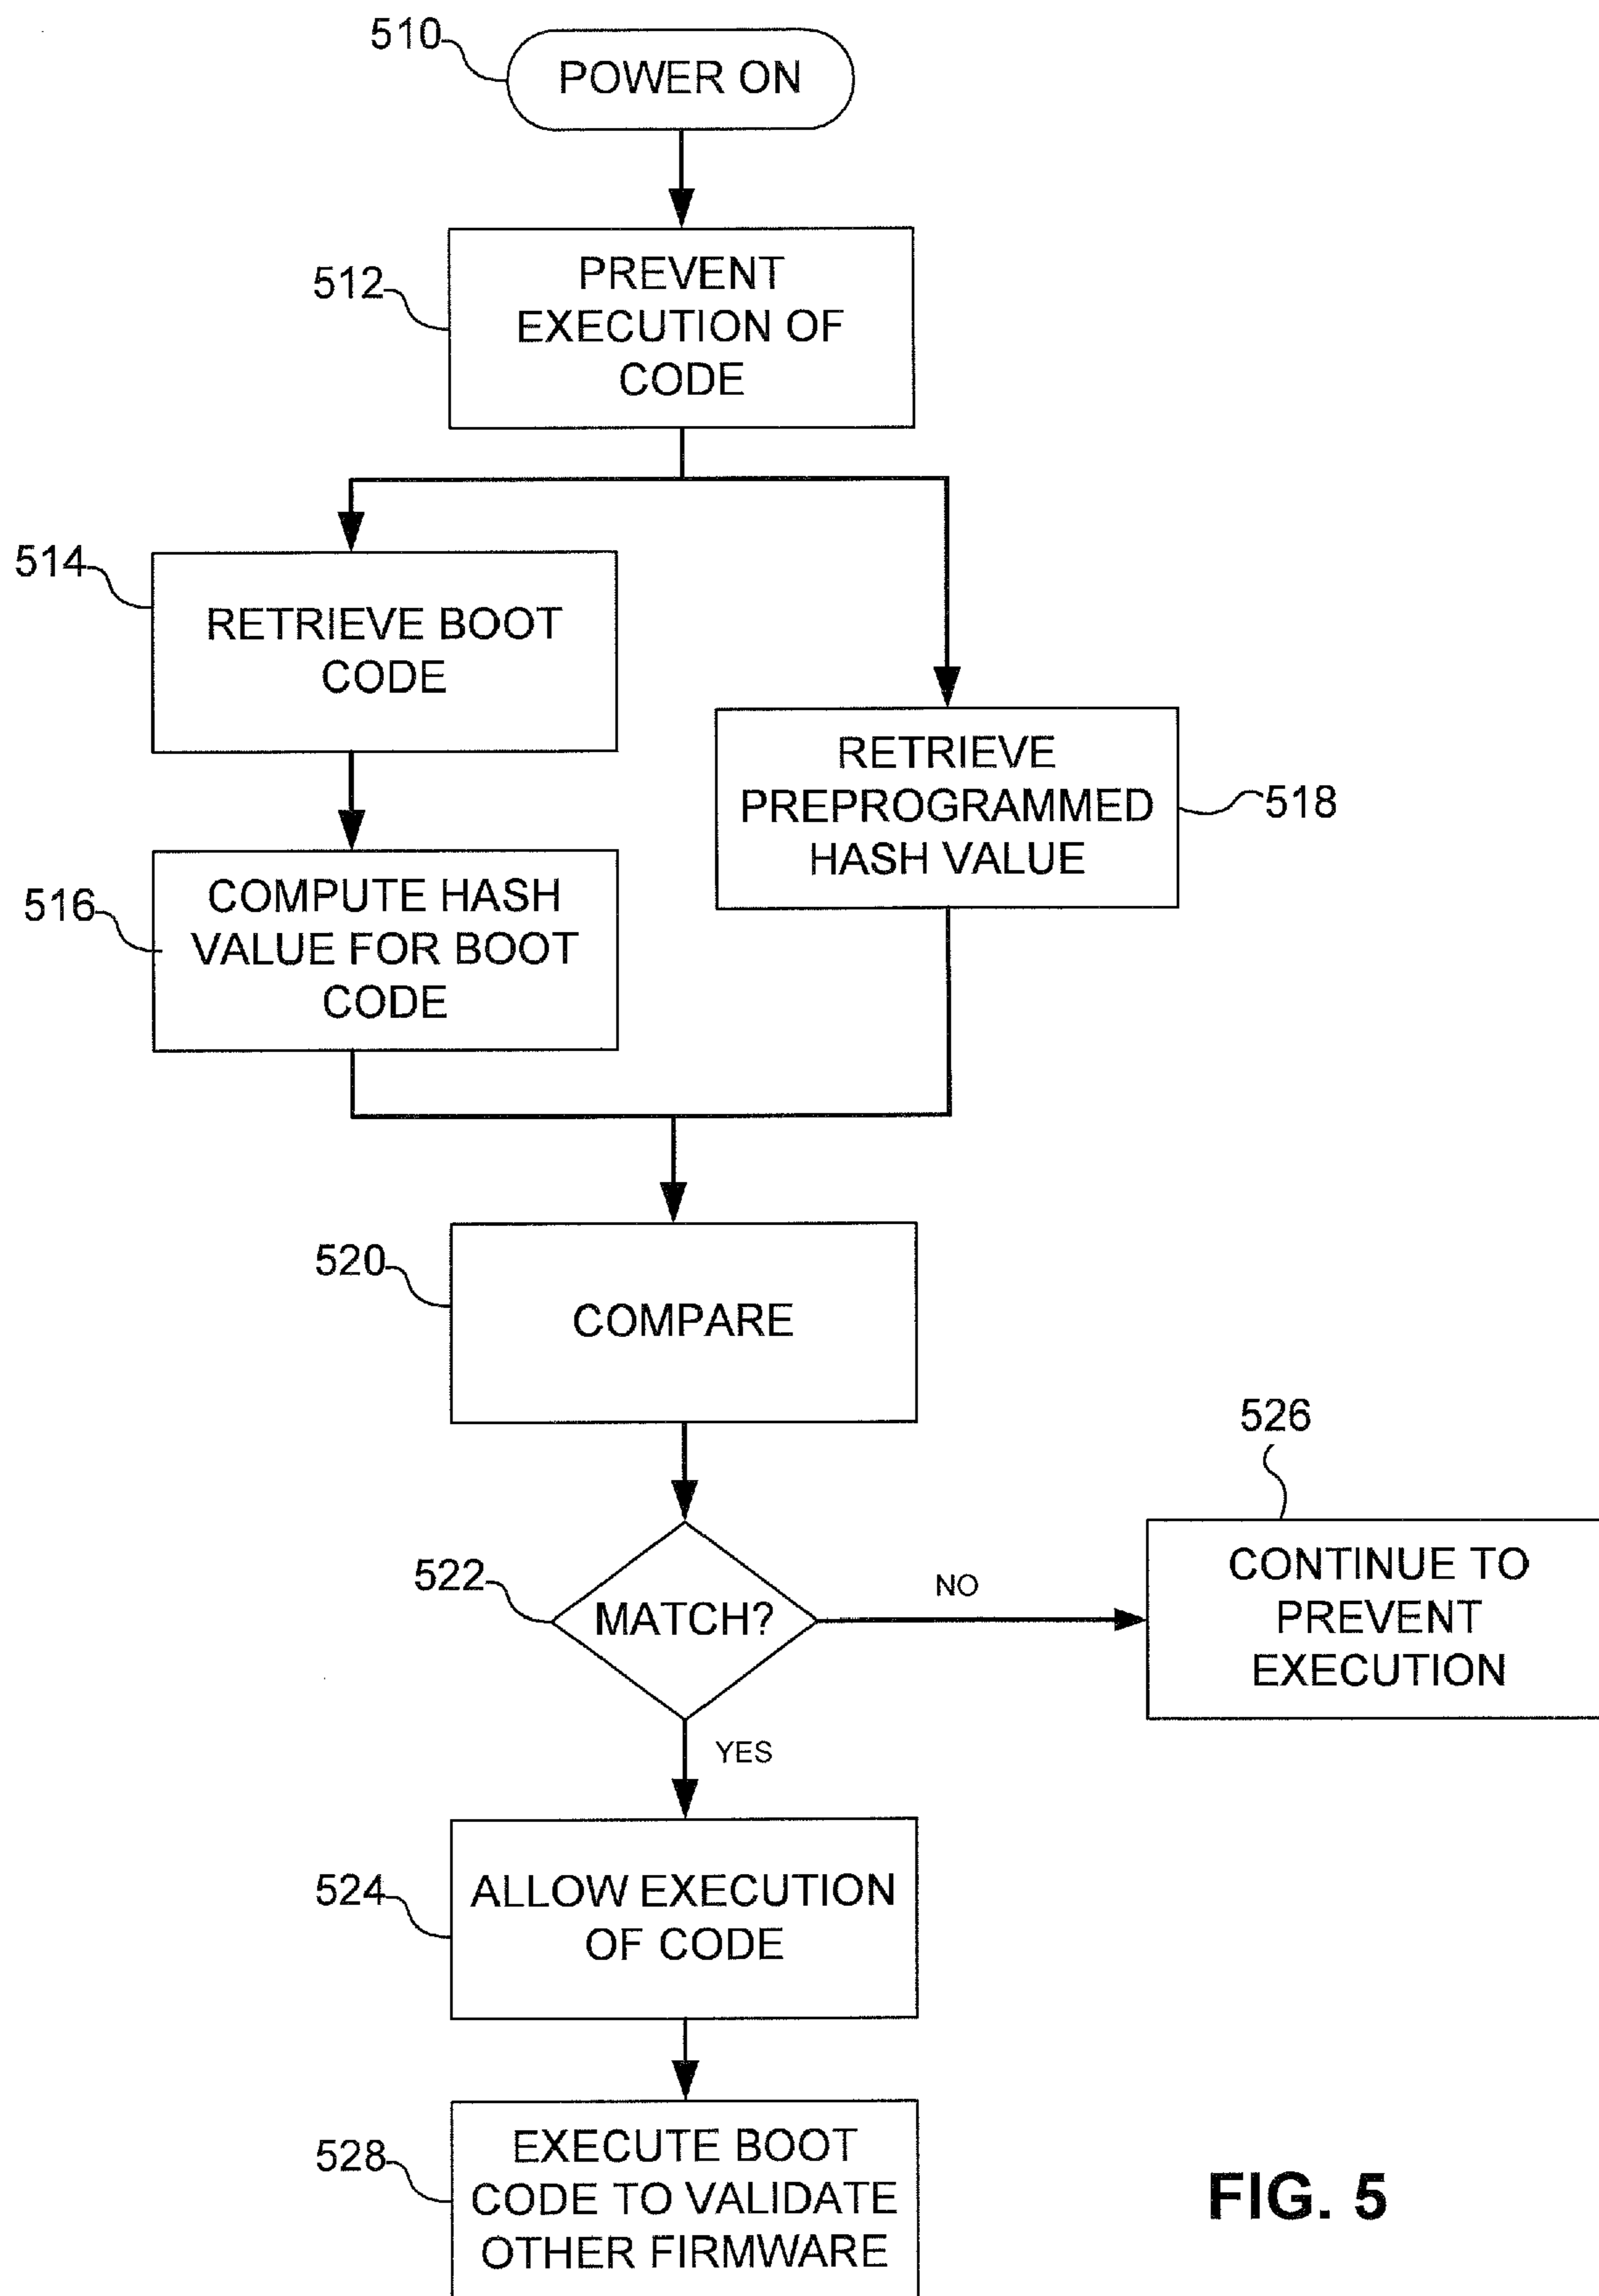 510
POWER ON
512
PREVENT
EXECUTION OF
CODE
514
RETRIEVE BOOT
CODE
RETRIEVE
PREPROGRAMMED
HASH VALUE
518
516
COMPUTE HASH
VALUE FOR BOOT
CODE
520
COMPARE
526
522
MATCH?
NO
CONTINUE TO
PREVENT
EXECUTION
YES
524
ALLOW EXECUTION
OF CODE
528
EXECUTE BOOT
CODE TO VALIDATE
OTHER FIRMWARE
FIG. 5